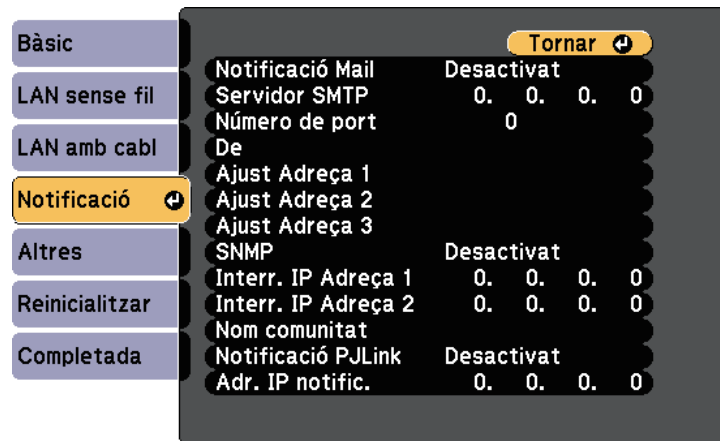 Bàsic
LAN sense fil
LAN amb cabl
Notificació
Altres
Reinicialitzar
Completada
Tornar
Notificació Mail Desactivat
Servidor SMTP 0. 0. 0. 0
Número de port 0
De
Ajust Adreça 1
Ajust Adreça 2
Ajust Adreça 3
SNMP Desactivat
Interr. IP Adreça 1 0. 0. 0. 0
Interr. IP Adreça 2 0. 0. 0. 0
Nom comunitat
Notificació PJLink Desactivat
Adr. IP notific. 0. 0. 0. 0